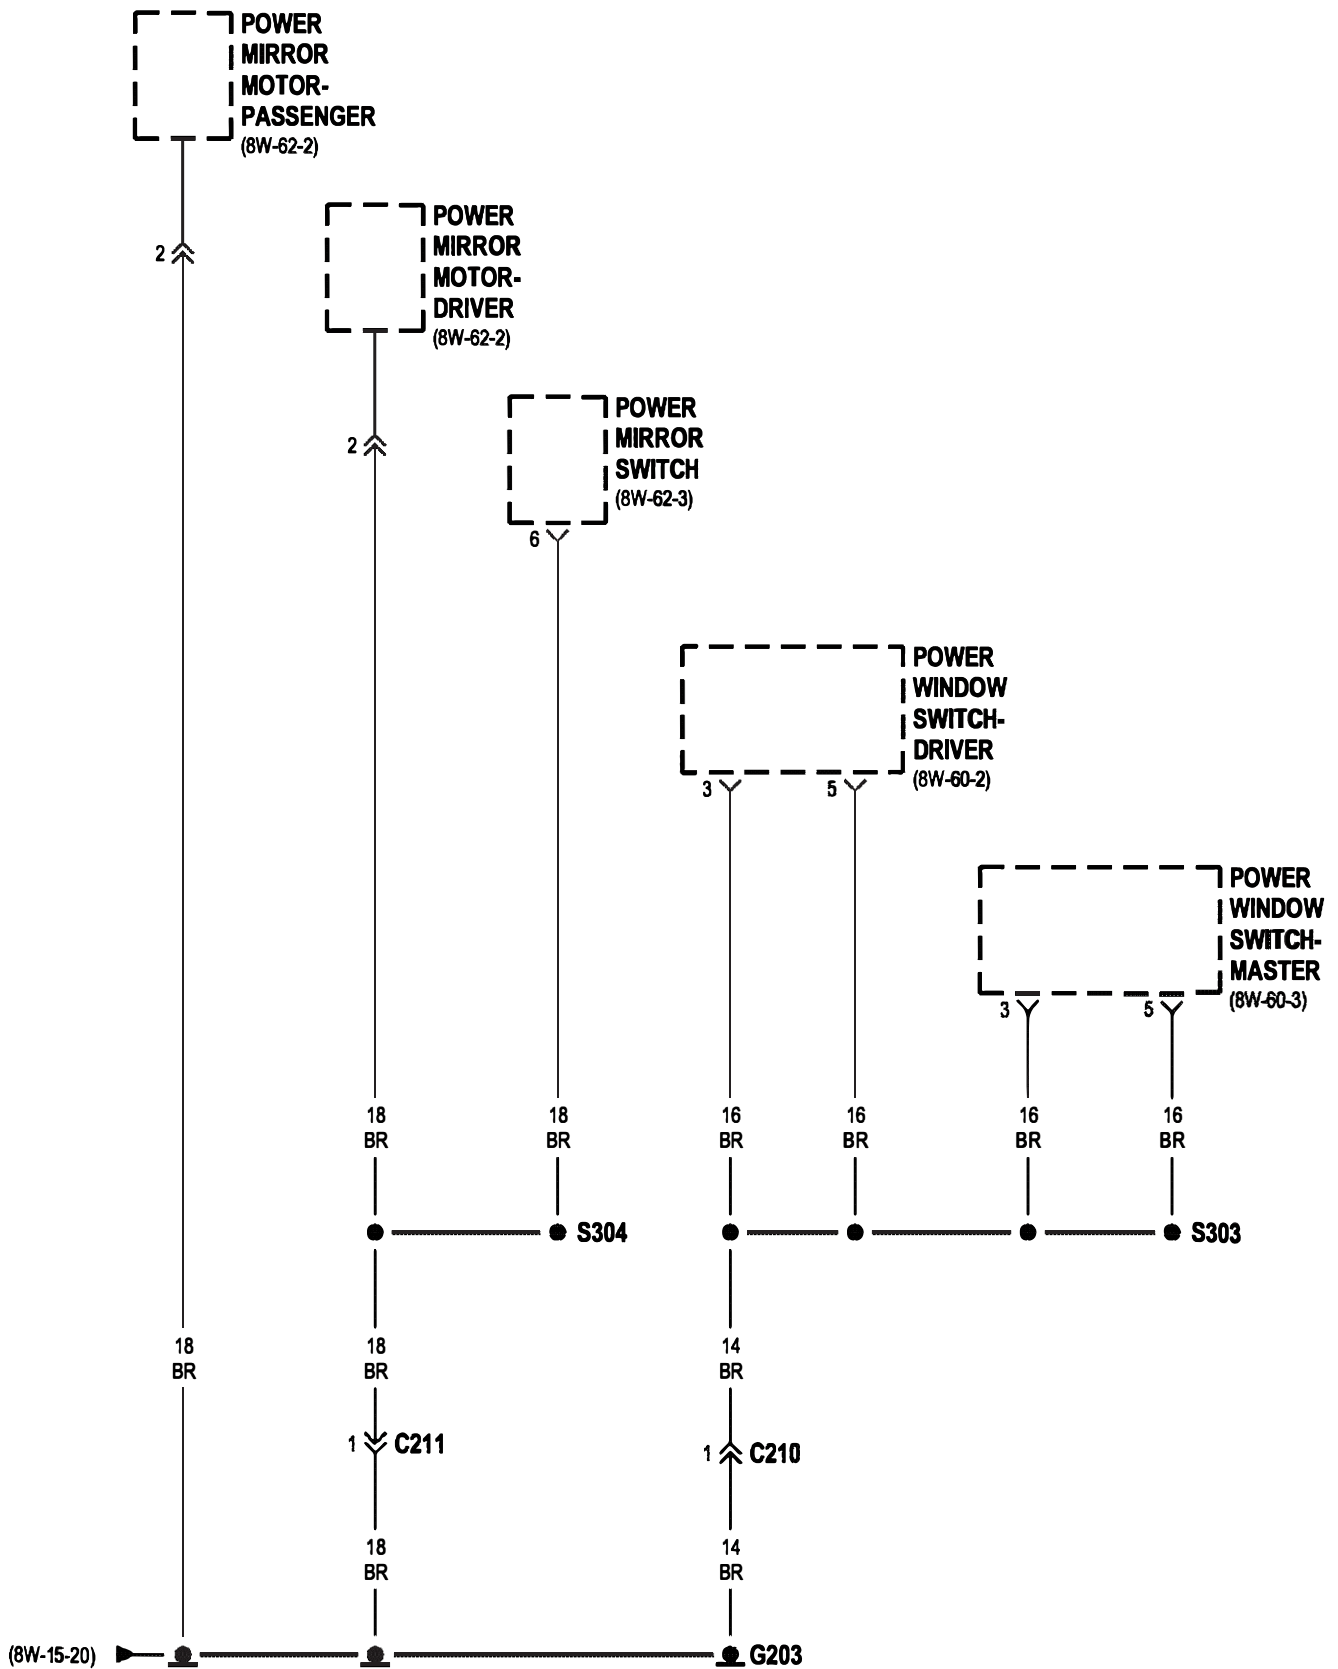 POWER
MIRROR
MOTOR-
PASSENGER
(8W-62-2)
2
POWER
MIRROR
MOTOR-
DRIVER
(8W-62-2)
2
POWER
MIRROR
SWITCH
(8W-62-3)
6
POWER
WINDOW
SWITCH-
DRIVER
(8W-60-2)
3 5
POWER
WINDOW
SWITCH-
MASTER
(8W-60-3)
3 5
18 18 16 16 16 16
BR BR BR BR BR BR
S304 S303
18 18 14
BR BR BR
1 C211 1 C210
18 14
BR BR
(8W-15-20) G203